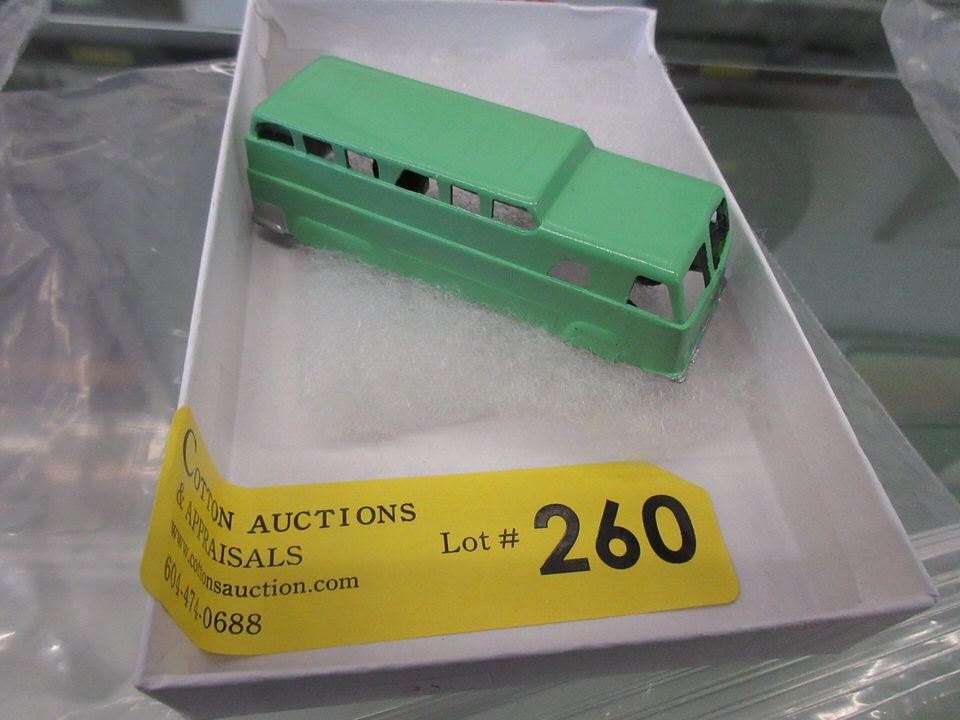 COTTON AUCTIONS
& APPRAISALS
www.cottonsauction.com
604-474-0688
Lot # 260